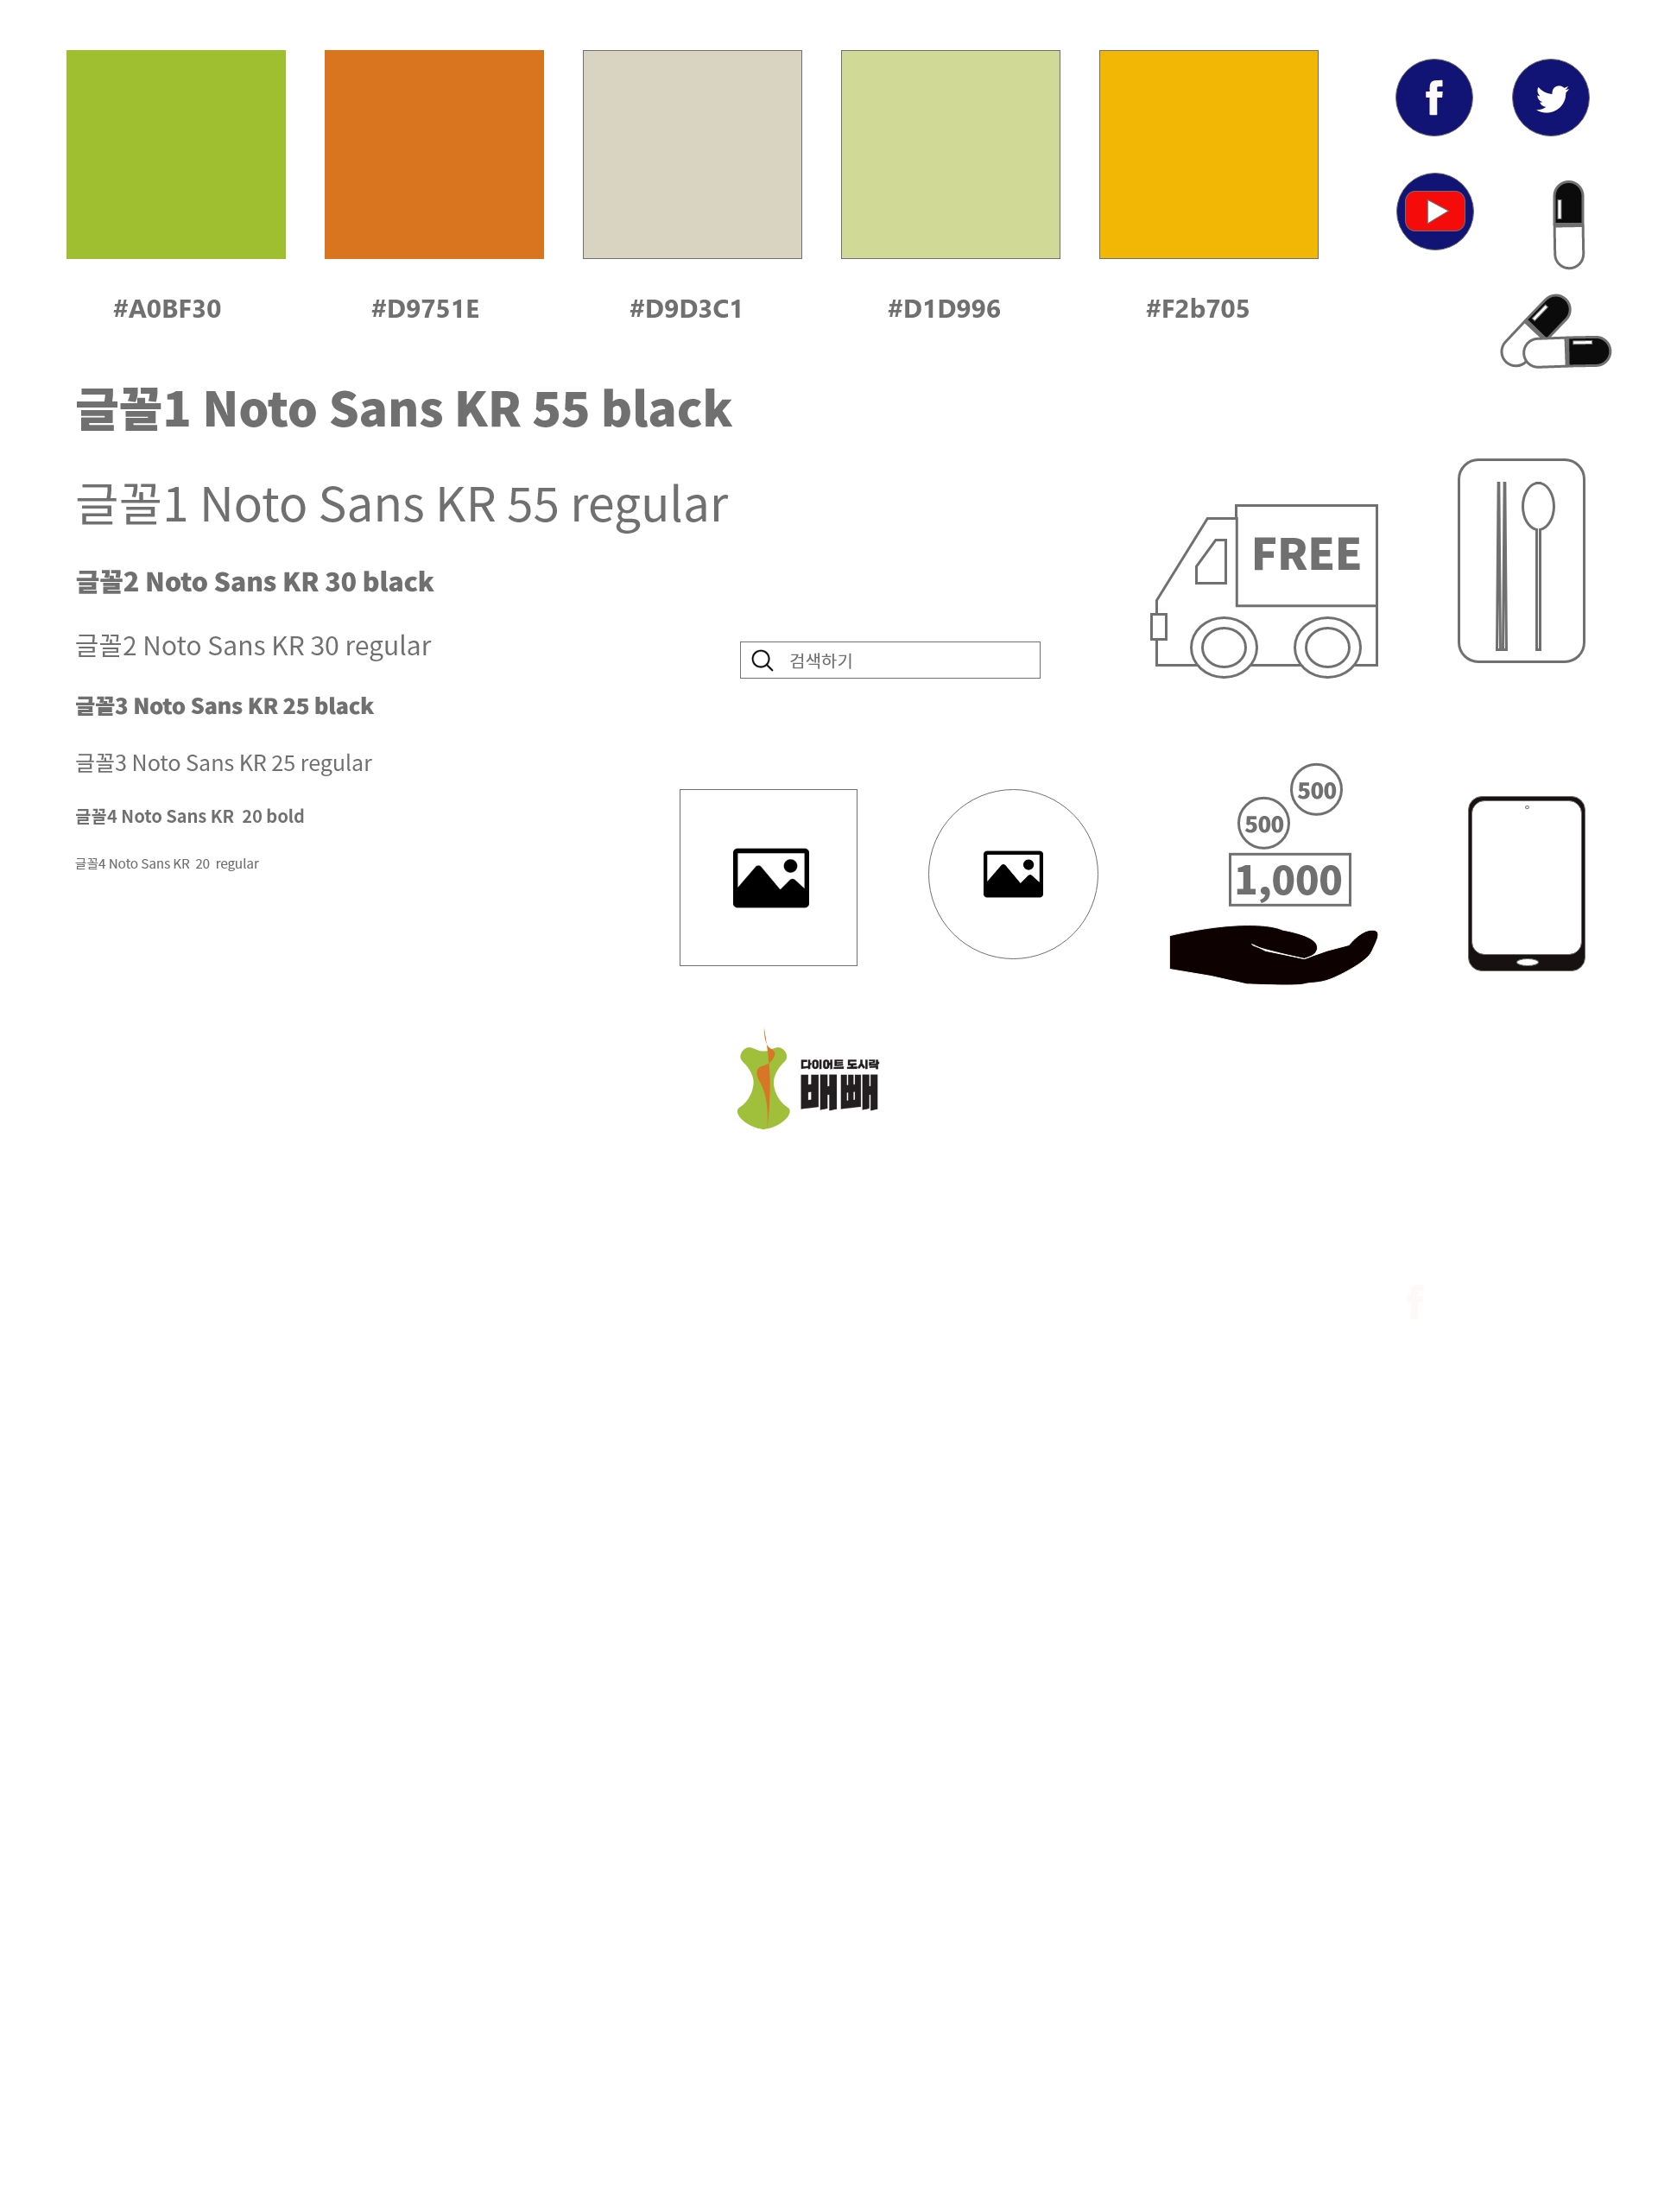 #A0BF30
#D9751E
#D9D3C1
#D1D996
#F2b705
글꼴1 Noto Sans KR 55 black
글꼴1 Noto Sans KR 55 regular
글꼴2 Noto Sans KR 30 black
글꼴2 Noto Sans KR 30 regular
글꼴3 Noto Sans KR 25 black
글꼴3 Noto Sans KR 25 regular
글꼴4 Noto Sans KR 20 bold
글꼴4 Noto Sans KR 20 regular
FREE
검색하기
500
500
1,000
다이어트 도시락
배빼